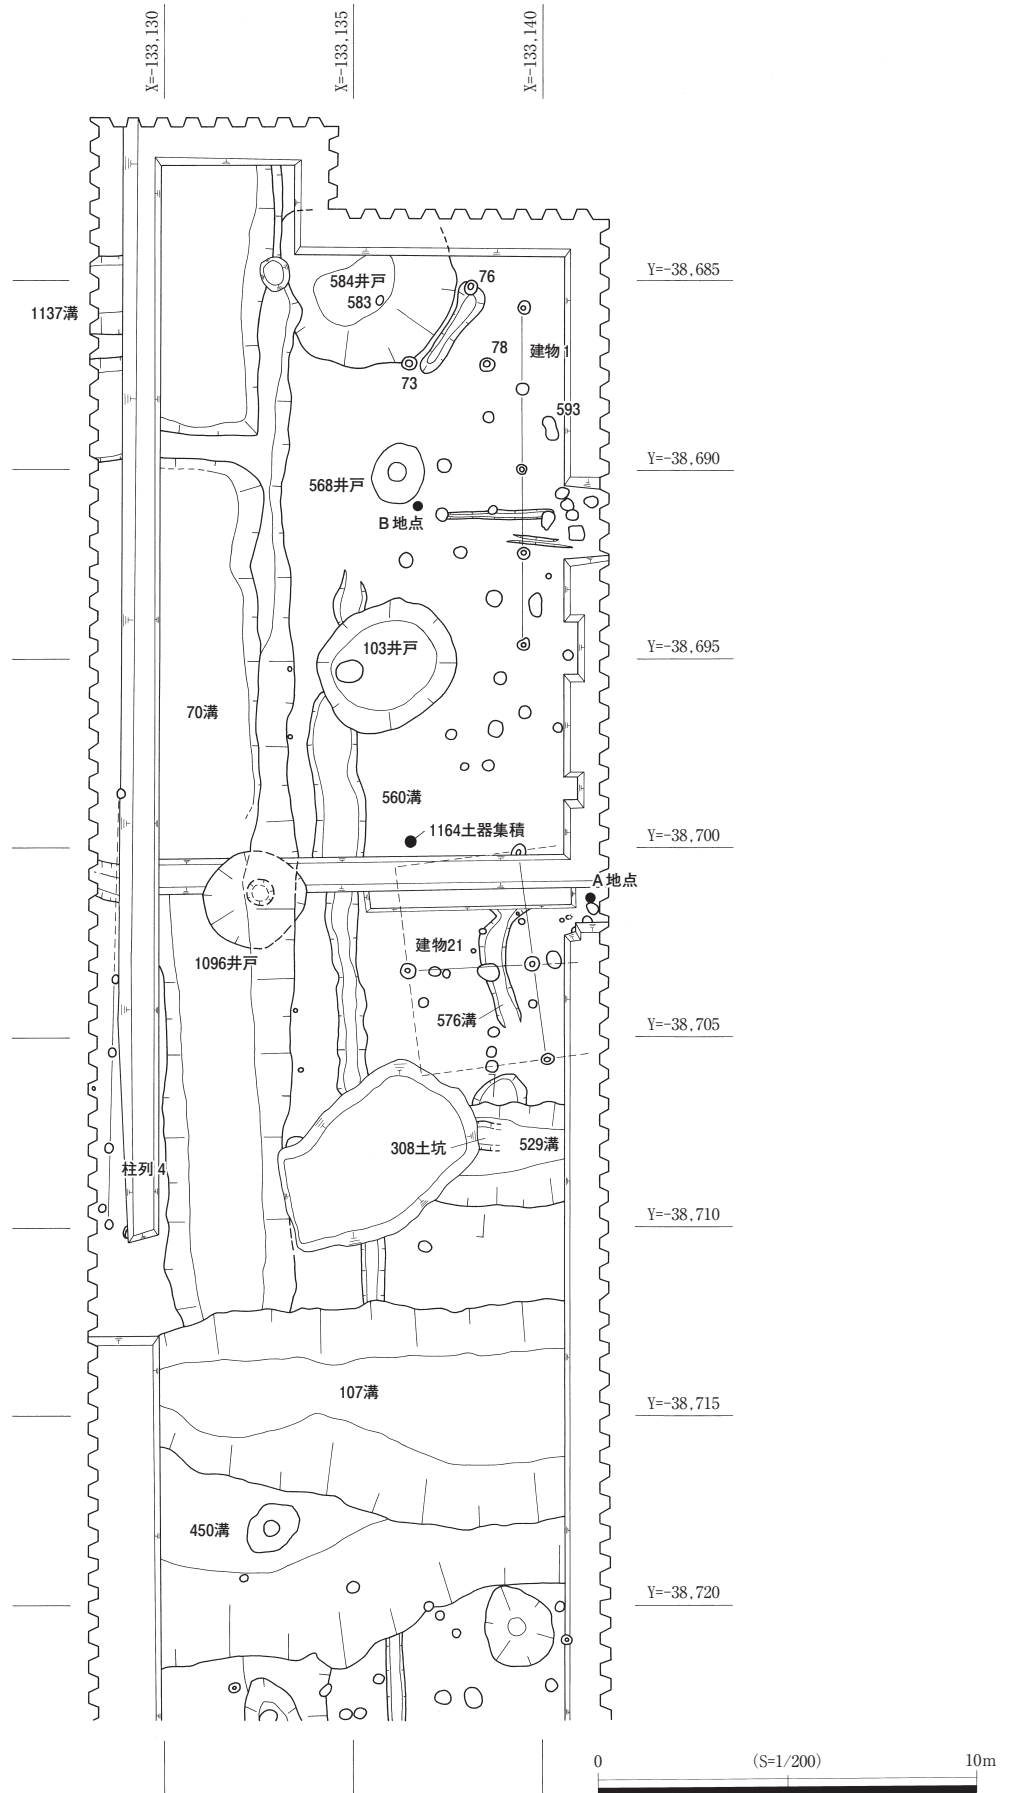 X=-133,130
X=-133,135
X=-133,140
Y=-38,685
584井戸
76
583
1137溝
78
建物 1
73
593
Y=-38,690
568井戸
B 地点
Y=-38,695
103井戸
70溝
560溝
1164土器集積
Y=-38,700
A 地点
建物21
1096井戸
576溝
Y=-38,705
308土坑
529溝
柱列 4
Y=-38,710
107溝
Y=-38,715
450溝
Y=-38,720
0 (S=1/200) 10m